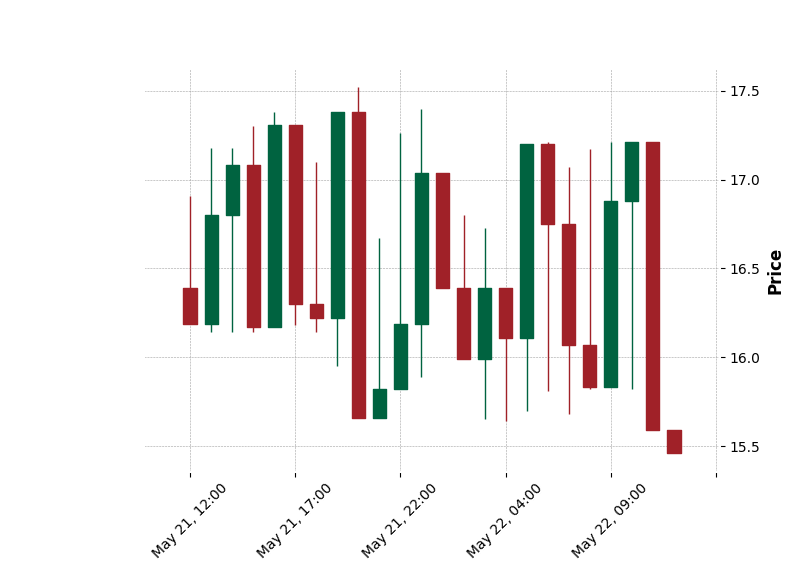 17.5
17.0
16.5
16.0
15.5
Price
May 21, 12:00
May 21, 17:00
May 21, 22:00
May 22, 04:00
May 22, 09:00